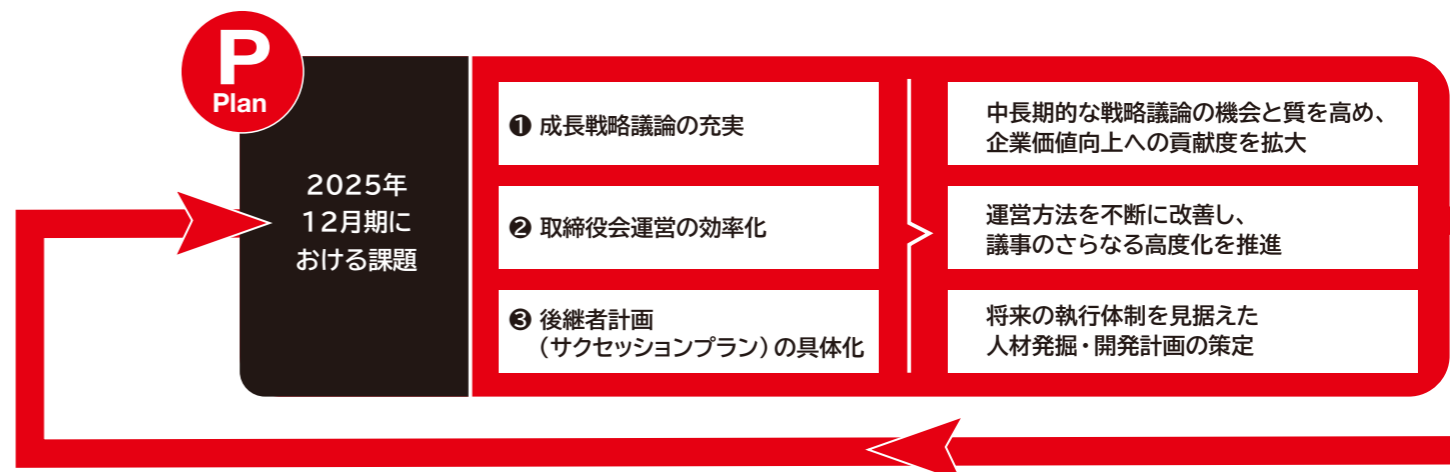 P
Plan
2025年
12月期に
おける課題
❶ 成長戦略議論の充実
中長期的な戦略議論の機会と質を高め、
企業価値向上への貢献度を拡大
❷ 取締役会運営の効率化
運営方法を不断に改善し、
議事のさらなる高度化を推進
❸ 後継者計画
（サクセッションプラン）の具体化
将来の執行体制を見据えた
人材発掘・開発計画の策定